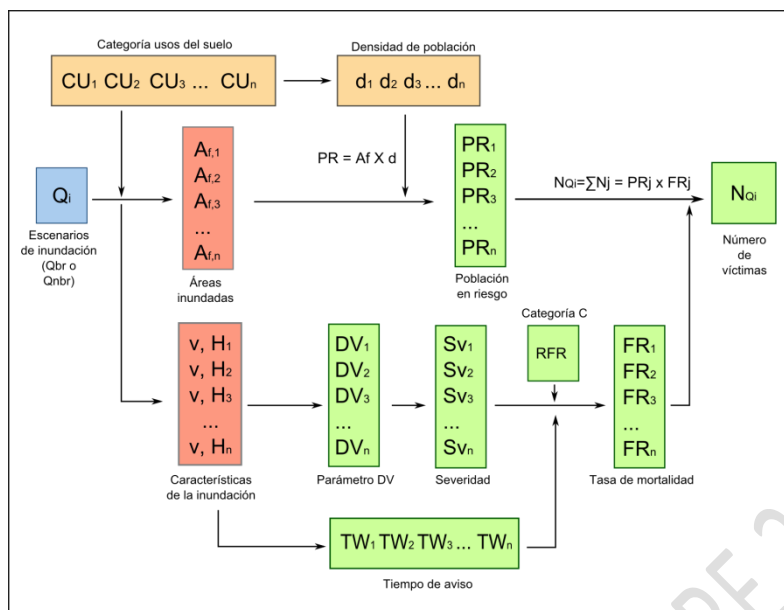 Categoría usos del suelo
CU1 CU2 CU3 ... CUn
Densidad de población
d1 d2 d3... dn
PR = Af X d
Qi
Escenarios
de inundación
(Qbr o
Qnbr)
Af,1
Af,2
Af,3
...
Af,n
Áreas
inundadas
PR1
PR2
PR3
...
PRn
Población
en riesgo
NQi=∑Nj = PRj x FRj
NQi
Número
de
víctimas
v, H1
v, H2
v, H3
...
v, Hn
Características
de la inundación
DV1
DV2
DV3
...
DVn
Parámetro DV
Sv1
Sv2
Sv3
...
Svn
Severidad
Categoría C
RFR
FR1
FR2
FR3
...
FRn
Tasa de mortalidad
TW1 TW2 TW3 ... TWn
Tiempo de aviso